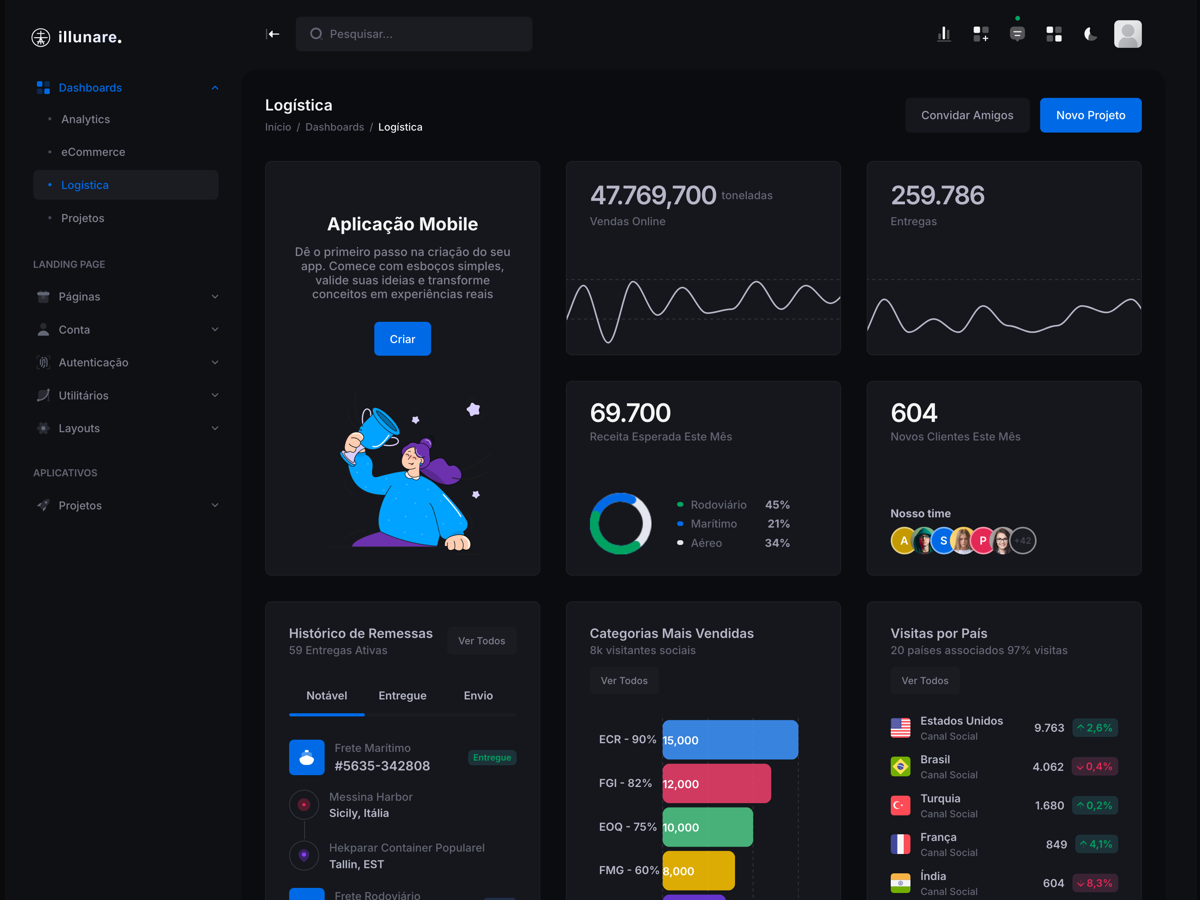 illunare.
Pesquisar...
Dashboards
Analytics
eCommerce
Logística
Projetos
LANDING PAGE
Páginas
Conta
Autenticação
Utilitários
Layouts
APLICATIVOS
Projetos
Logística
Início / Dashboards / Logística
Convidar Amigos
Novo Projeto
Aplicação Mobile
Dê o primeiro passo na criação do seu
app. Comece com esboços simples,
valide suas ideias e transforme
conceitos em experiências reais
Criar
47.769,700 toneladas
Vendas Online
259.786
Entregas
69.700
Receita Esperada Este Mês
Rodoviário 45%
Marítimo 21%
Aéreo 34%
604
Novos Clientes Este Mês
Nosso time
A
S
P
+42
Histórico de Remessas
59 Entregas Ativas
Ver Todos
Notável
Entregue
Envio
Frete Marítimo
#5635-342808
Entregue
Messina Harbor
Sicily, Itália
Hekparar Container Popularel
Tallin, EST
Frete Rodoviário
Categorias Mais Vendidas
8k visitantes sociais
Ver Todos
ECR - 90% 15,000
FGI - 82% 12,000
EOQ - 75% 10,000
FMG - 60% 8,000
Visitas por País
20 países associados 97% visitas
Ver Todos
Estados Unidos
Canal Social
9.763 2,6%
Brasil
Canal Social
4.062 0,4%
Turquia
Canal Social
1.680 0,2%
França
Canal Social
849 4,1%
Índia
Canal Social
604 8,3%